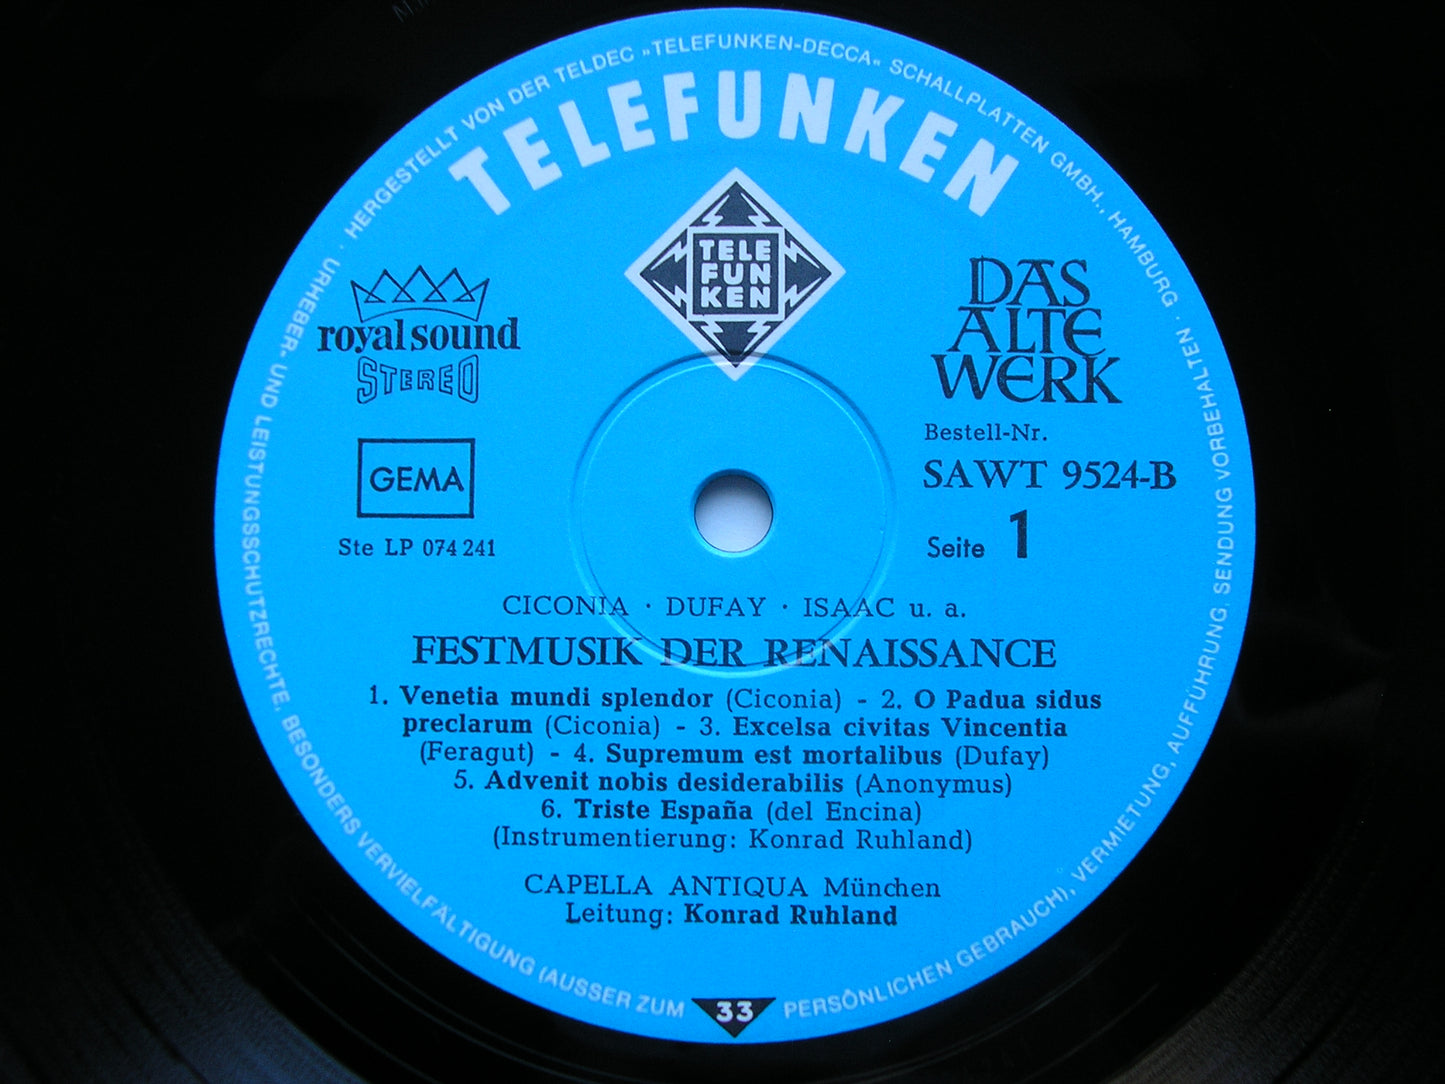 HERGESTELLT VON DER TELDEC »TELEFUNKEN-DECCA« SCHALLPLATTEN GMBH., HAMBURG · URHEBER- UND LEISTUNGSSCHUTZRECHTE, BESONDERS VERVIELFÄLTIGUNG (AUSSER ZUM PERSÖNLICHEN GEBRAUCH), VERMIETUNG, AUFFÜHRUNG, SENDUNG VORBEHALTEN ·
TELEFUNKEN
TELE
FUN
KEN
royal sound
STEREO
DAS
ALTE
WERK
GEMA
Ste LP 074 241
Bestell-Nr.
SAWT 9524-B
Seite 1
CICONIA · DUFAY · ISAAC u. a.
FESTMUSIK DER RENAISSANCE
1. Venetia mundi splendor (Ciconia) - 2. O Padua sidus
preclarum (Ciconia) - 3. Excelsa civitas Vincentia
(Feragut) - 4. Supremum est mortalibus (Dufay)
5. Advenit nobis desiderabilis (Anonymus)
6. Triste España (del Encina)
(Instrumentierung: Konrad Ruhland)
CAPELLA ANTIQUA München
Leitung: Konrad Ruhland
33